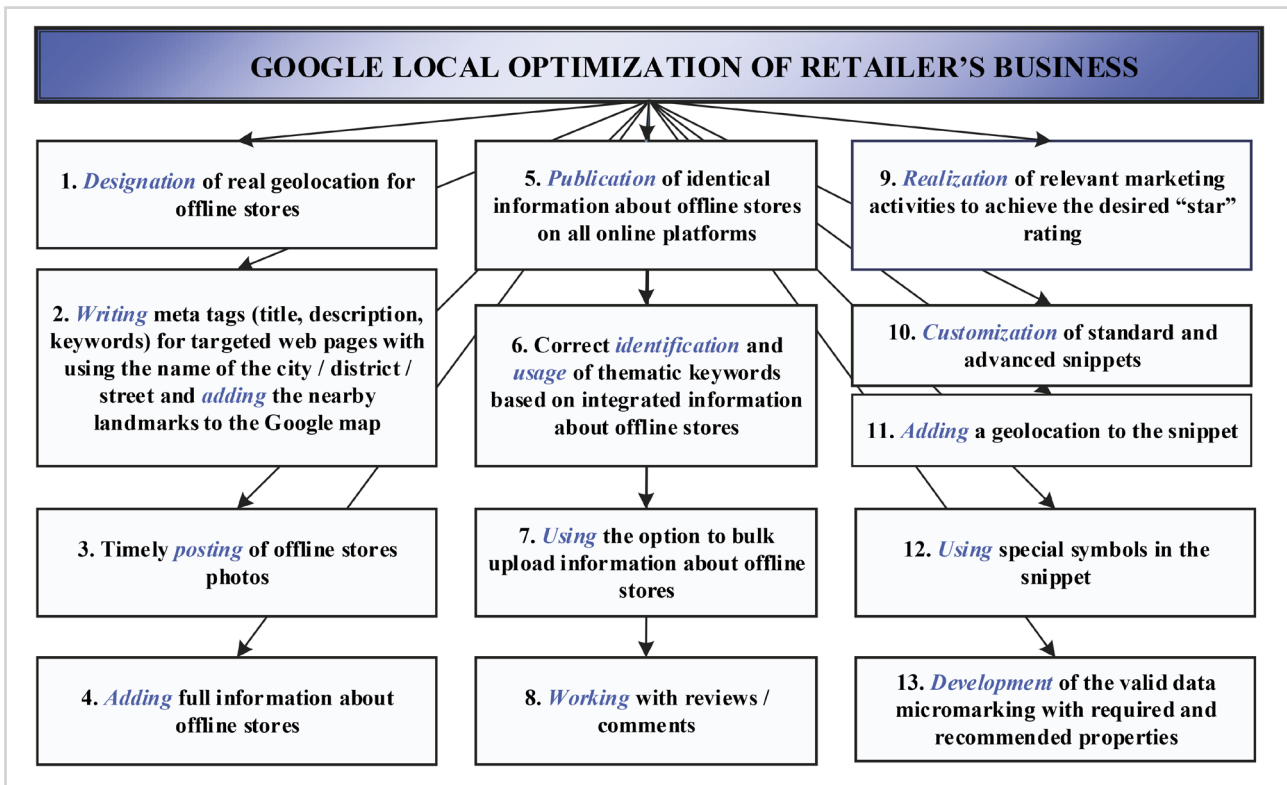 GOOGLE LOCAL OPTIMIZATION OF RETAILER’S BUSINESS
1. Designation of real geolocation for
offline stores
2. Writing meta tags (title, description,
keywords) for targeted web pages with
using the name of the city / district /
street and adding the nearby
landmarks to the Google map
3. Timely posting of offline stores
photos
4. Adding full information about
offline stores
5. Publication of identical
information about offline stores
on all online platforms
6. Correct identification and
usage of thematic keywords
based on integrated information
about offline stores
7. Using the option to bulk
upload information about offline
stores
8. Working with reviews /
comments
9. Realization of relevant marketing
activities to achieve the desired “star”
rating
10. Customization of standard and
advanced snippets
11. Adding a geolocation to the snippet
12. Using special symbols in the
snippet
13. Development of the valid data
micromarking with required and
recommended properties